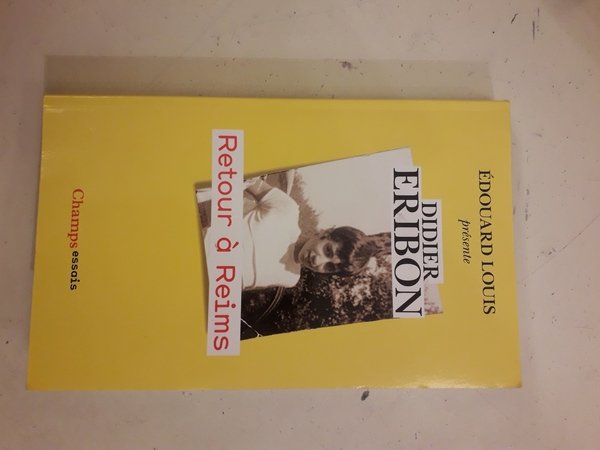 ÉDOUARD LOUIS
présente
DIDIER
ERIBON
Retour à Reims
Champs essais